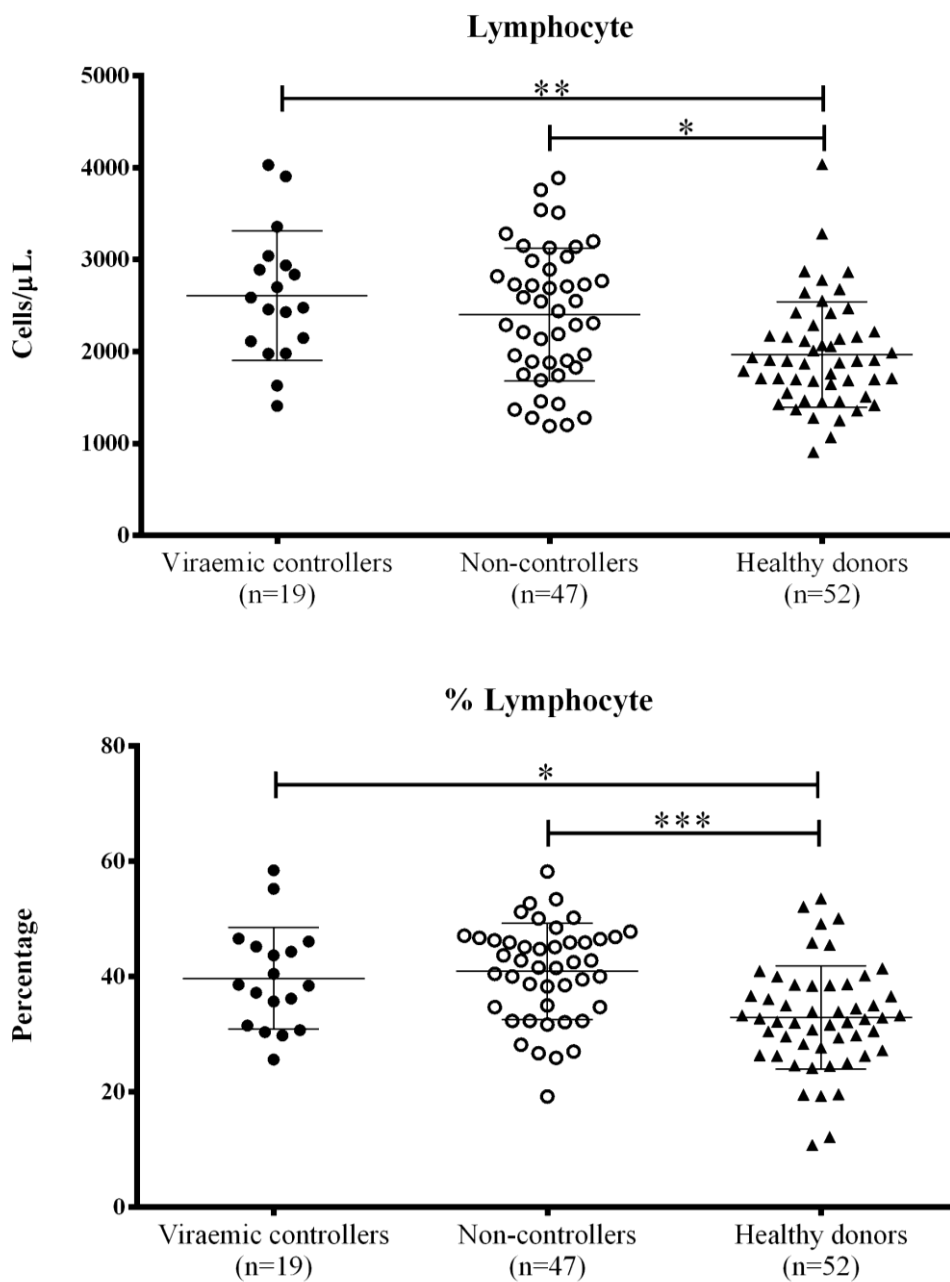 Lymphocyte
5000
4000
3000
2000
1000
0
Cells/µL.
**
*
Viraemic controllers
(n=19)
Non-controllers
(n=47)
Healthy donors
(n=52)
% Lymphocyte
80
60
40
20
0
Percentage
*
***
Viraemic controllers
(n=19)
Non-controllers
(n=47)
Healthy donors
(n=52)